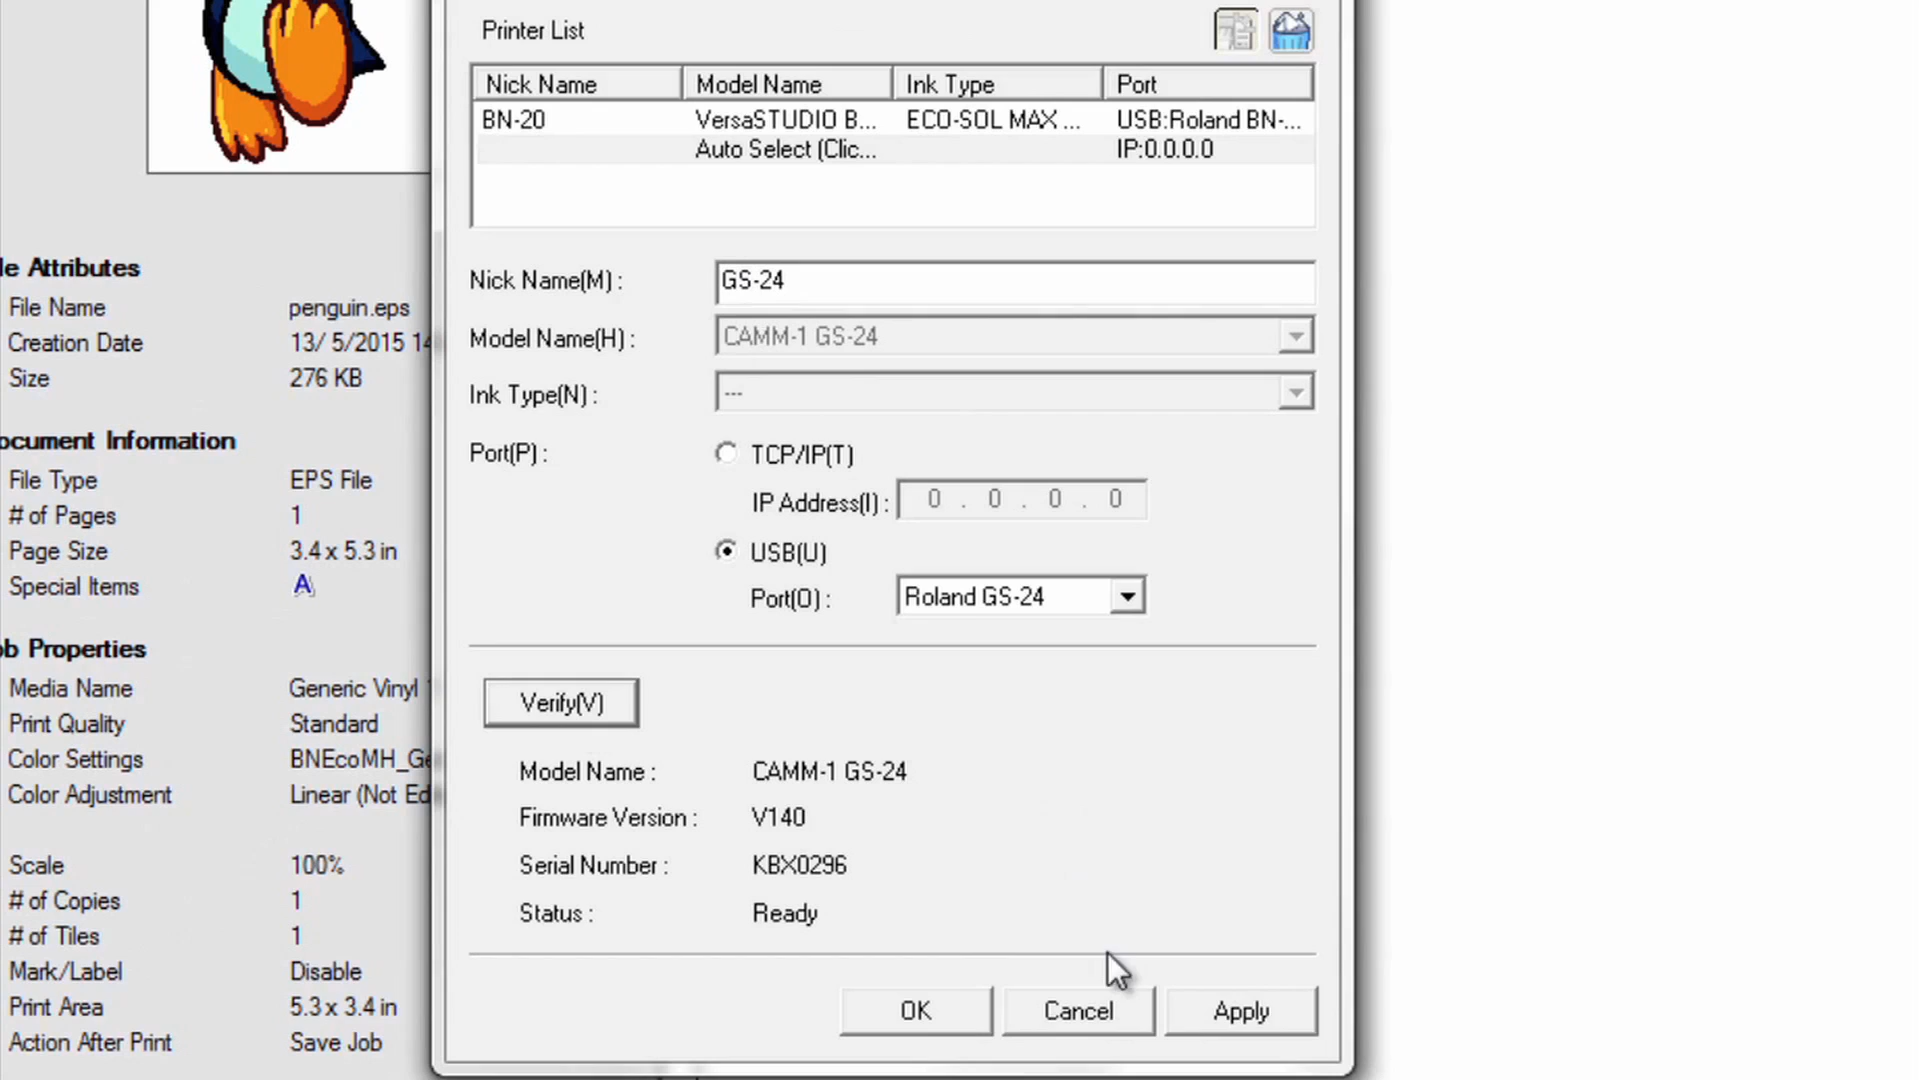 Printer List
Nick Name Model Name Ink Type Port
BN-20 VersaSTUDIO B... ECO-SOL MAX ... USB:Roland BN-...
Auto Select (Clic... IP:0.0.0.0
Nick Name(M) : GS-24
Model Name(H) : CAMM-1 GS-24
Ink Type(N) : ---
Port(P) : TCP/IP(T)
IP Address(I) : 0 . 0 . 0 . 0
USB(U)
Port(O) : Roland GS-24
Verify(V)
Model Name : CAMM-1 GS-24
Firmware Version : V140
Serial Number : KBX0296
Status : Ready
OK Cancel Apply
le Attributes
File Name penguin.eps
Creation Date 13/ 5/2015 14
Size 276 KB
ocument Information
File Type EPS File
# of Pages 1
Page Size 3.4 x 5.3 in
Special Items A
ob Properties
Media Name Generic Vinyl
Print Quality Standard
Color Settings BNEcoMH_Ge
Color Adjustment Linear (Not Ed
Scale 100%
# of Copies 1
# of Tiles 1
Mark/Label Disable
Print Area 5.3 x 3.4 in
Action After Print Save Job